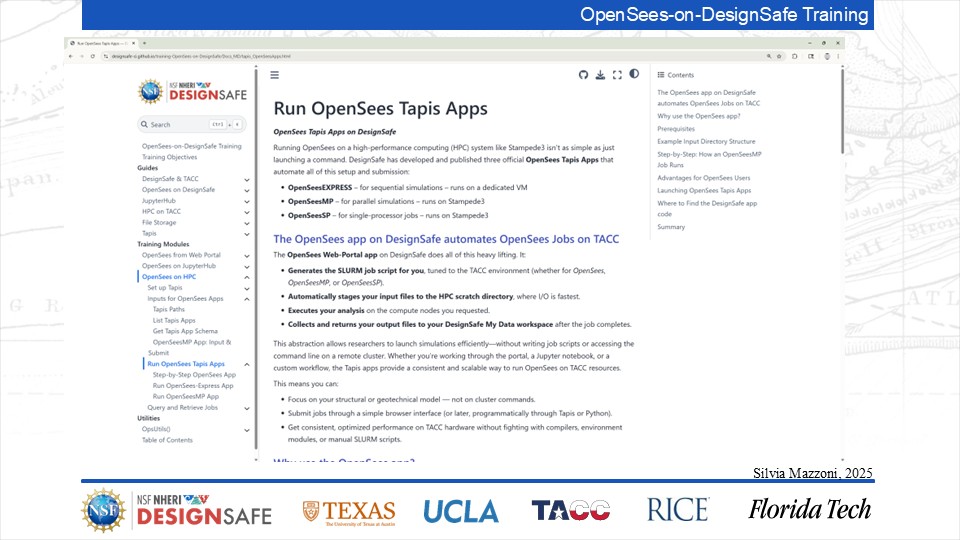 OpenSees-on-DesignSafe Training
Run OpenSees Tapis Apps
designsafe-ci.github.io/training-OpenSees-on-DesignSafe/Docs_MD/tapis_OpenSeesApps.html
NSF NHERI
DESIGNSAFE
Search
Ctrl + K
OpenSees-on-DesignSafe Training
Training Objectives
Guides
DesignSafe & TACC
OpenSees on DesignSafe
JupyterHub
HPC on TACC
File Storage
Tapis
Training Modules
OpenSees from Web Portal
OpenSees on JupyterHub
OpenSees on HPC
Set up Tapis
Inputs for OpenSees Apps
Tapis Paths
List Tapis Apps
Get Tapis App Schema
OpenSeesMP App: Input &
Submit
Run OpenSees Tapis Apps
Step-by-Step OpenSees App
Run OpenSees-Express App
Run OpenSeesMP App
Query and Retrieve Jobs
Utilities
OpsUtils()
Table of Contents
Run OpenSees Tapis Apps
OpenSees Tapis Apps on DesignSafe
Running OpenSees on a high-performance computing (HPC) system like Stampede3 isn't as simple as just
launching a command. DesignSafe has developed and published three official OpenSees Tapis Apps that
automate all of this setup and submission:
• OpenSeesEXPRESS – for sequential simulations – runs on a dedicated VM
• OpenSeesMP – for parallel simulations – runs on Stampede3
• OpenSeesSP – for single-processor jobs – runs on Stampede3
The OpenSees app on DesignSafe automates OpenSees Jobs on TACC
The OpenSees Web-Portal app on DesignSafe does all of this heavy lifting. It:
• Generates the SLURM job script for you, tuned to the TACC environment (whether for OpenSees,
OpenSeesMP, or OpenSeesSP).
• Automatically stages your input files to the HPC scratch directory, where I/O is fastest.
• Executes your analysis on the compute nodes you requested.
• Collects and returns your output files to your DesignSafe My Data workspace after the job completes.
This abstraction allows researchers to launch simulations efficiently—without writing job scripts or accessing the
command line on a remote cluster. Whether you're working through the portal, a Jupyter notebook, or a
custom workflow, the Tapis apps provide a consistent and scalable way to run OpenSees on TACC resources.
This means you can:
• Focus on your structural or geotechnical model — not on cluster commands.
• Submit jobs through a simple browser interface (or later, programmatically through Tapis or Python).
• Get consistent, optimized performance on TACC hardware without fighting with compilers, environment
modules, or manual SLURM scripts.
Why use the OpenSees app?
Contents
The OpenSees app on DesignSafe
automates OpenSees Jobs on TACC
Why use the OpenSees app?
Prerequisites
Example Input Directory Structure
Step-by-Step: How an OpenSeesMP
Job Runs
Advantages for OpenSees Users
Launching OpenSees Tapis Apps
Where to Find the DesignSafe app
code
Summary
Silvia Mazzoni, 2025
NSF
NSF NHERI
DESIGNSAFE
TEXAS
The University of Texas at Austin
UCLA
TACC
RICE
Florida Tech